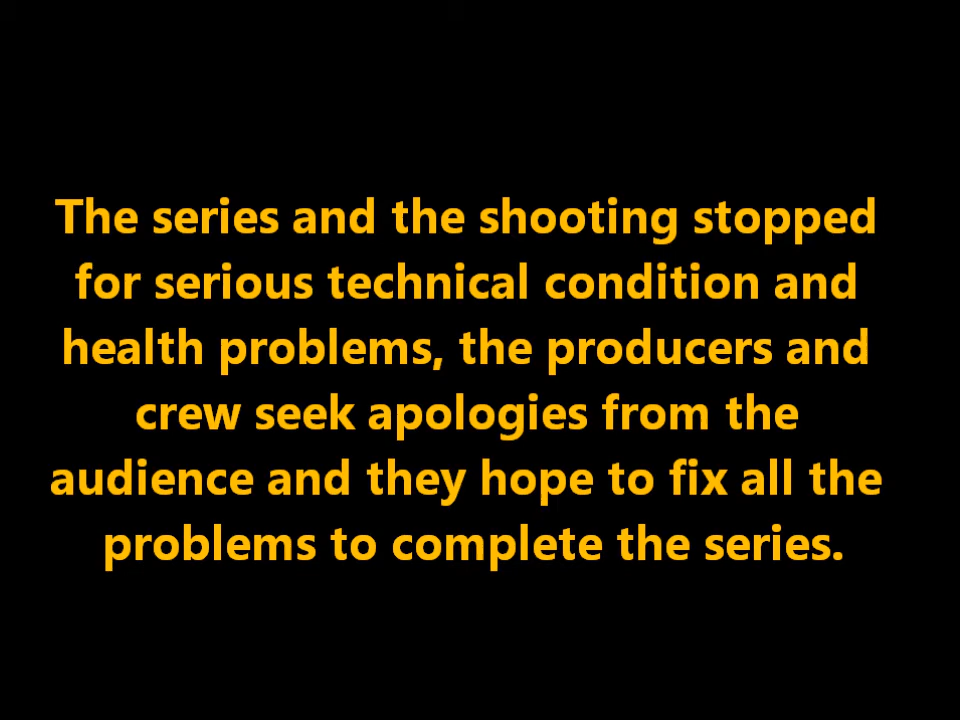 The series and the shooting stopped
for serious technical condition and
health problems, the producers and
crew seek apologies from the
audience and they hope to fix all the
problems to complete the series.